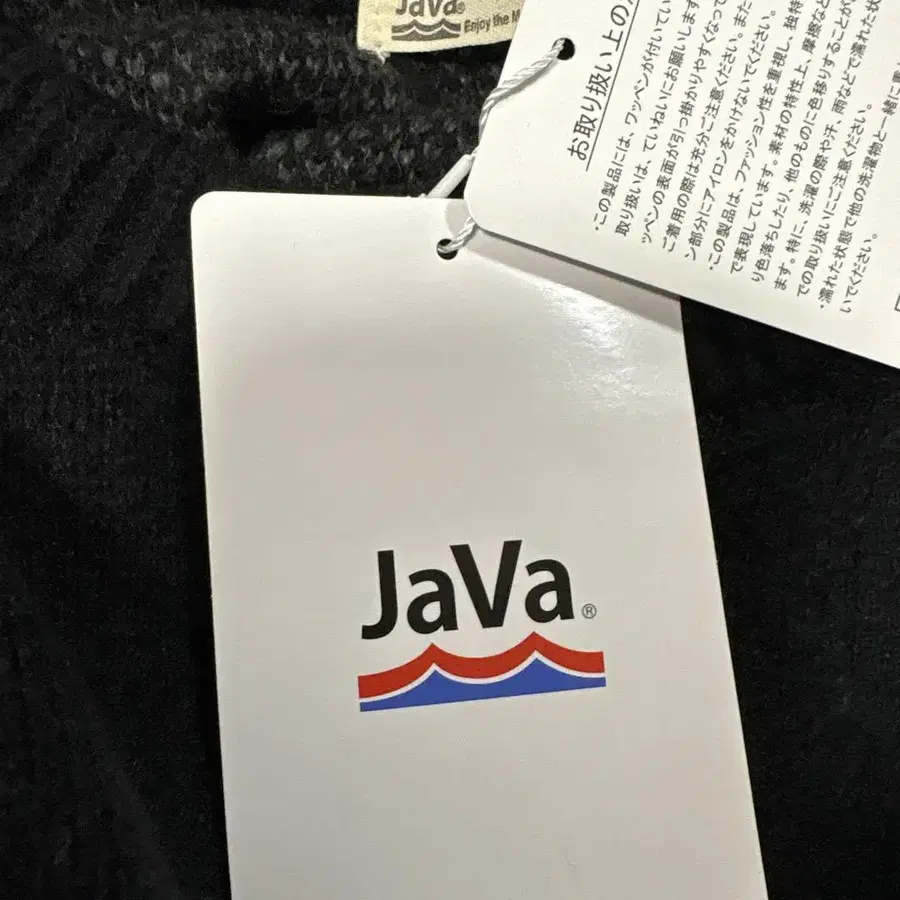 JaVa®
Enjoy the
お取り扱い上の
・この製品には、ワッペンが付いてい
取り扱いは、ていねいにお願いします
ッペンの表面が引っ掛かりやすくなって
ご着用の際は充分ご注意ください。また
ン部分にアイロンをかけないでください。
・この製品は、ファッション性を重視し、独特
で表現しています。素材の特性上、摩擦など
り色落ちしたり、他のものに色移りすることが
ます。特に、洗濯の際や汗、雨などで濡れた状
での取り扱いにご注意ください。
・濡れた状態で他の洗濯物と一緒に
いでください。
JaVa®